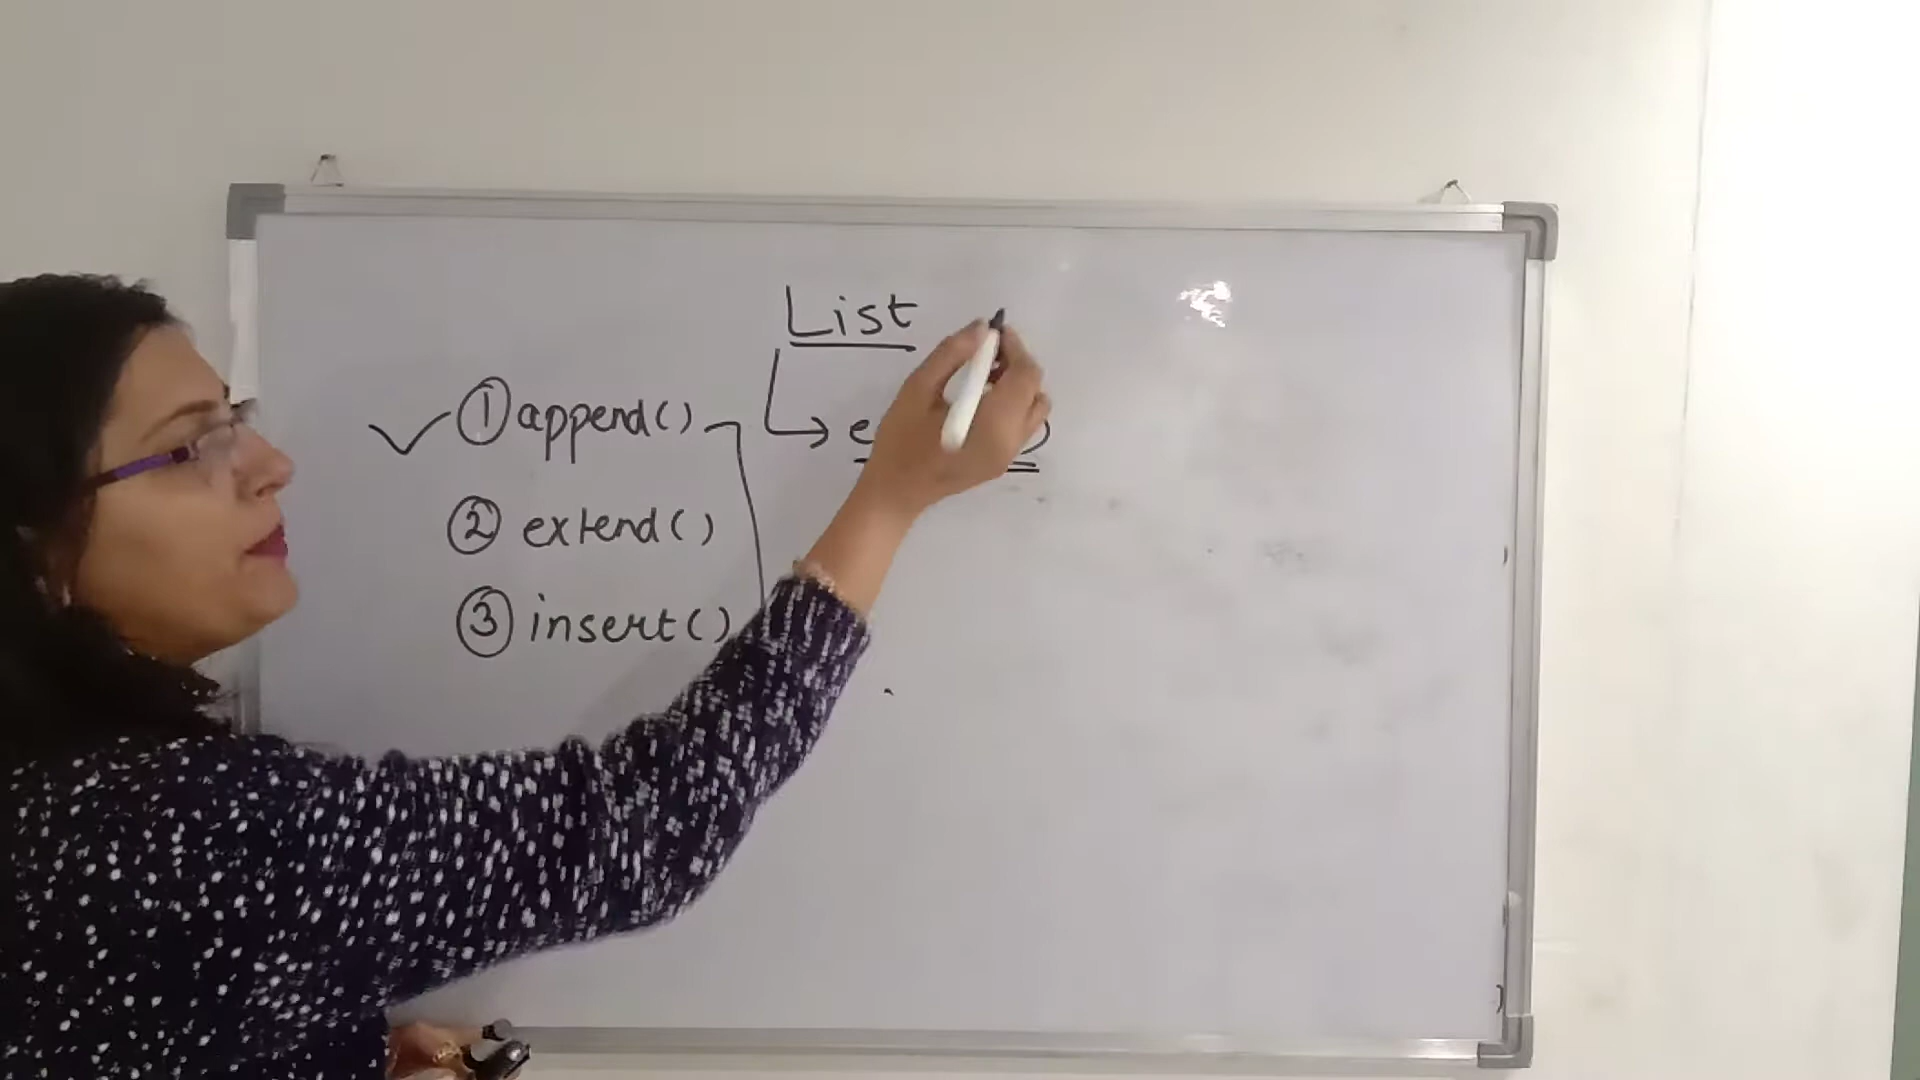 List
① append()
② extend()
③ insert()